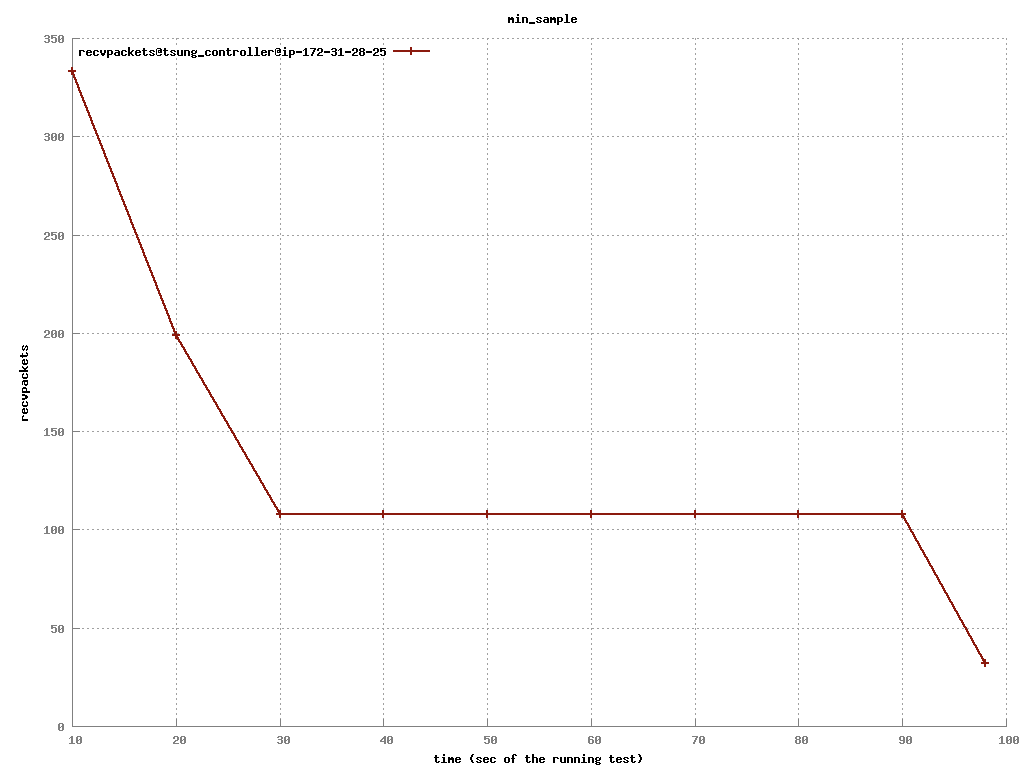 min_sample
recvpackets@tsung_controller@ip-172-31-28-25
350
300
250
200
150
100
50
0
recvpackets
10 20 30 40 50 60 70 80 90 100
time (sec of the running test)